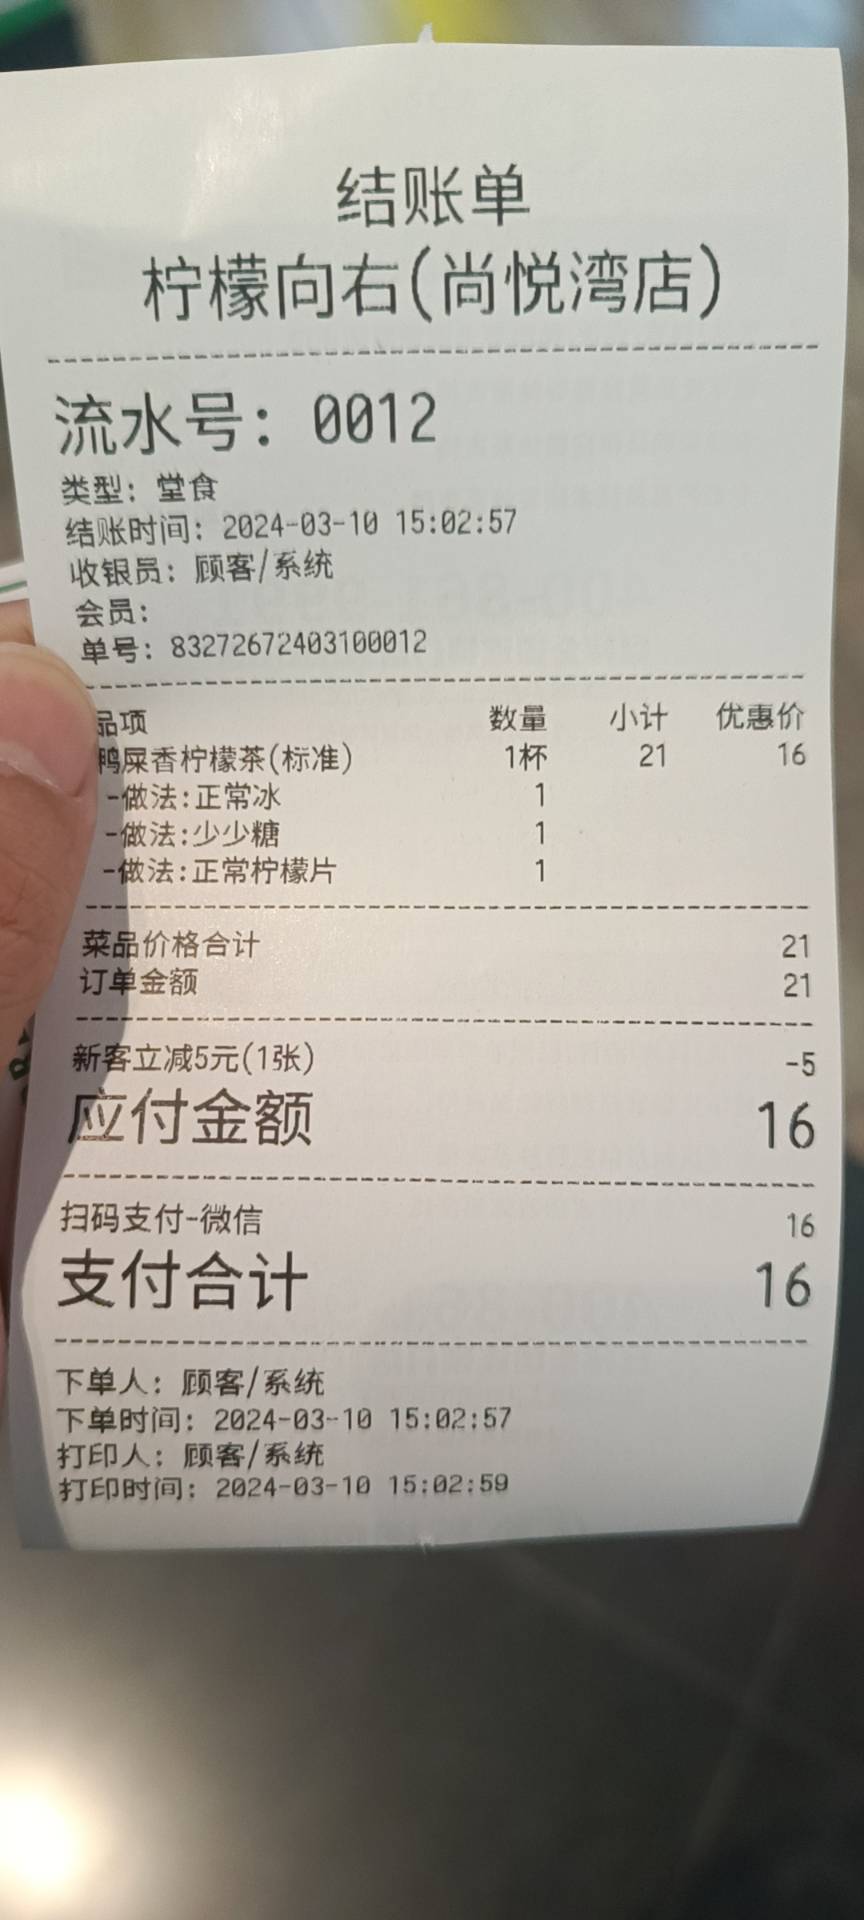 结账单
柠檬向右(尚悦湾店)
流水号: 0012
类型: 堂食
结账时间: 2024-03-10 15:02:57
收银员: 顾客/系统
会员:
单号: 83272672403100012
品项 数量 小计 优惠价
鸭屎香柠檬茶(标准) 1杯 21 16
-做法:正常冰 1
-做法:少少糖 1
-做法:正常柠檬片 1
菜品价格合计 21
订单金额 21
新客立减5元(1张) -5
应付金额 16
扫码支付-微信 16
支付合计 16
下单人: 顾客/系统
下单时间: 2024-03-10 15:02:57
打印人: 顾客/系统
打印时间: 2024-03-10 15:02:59